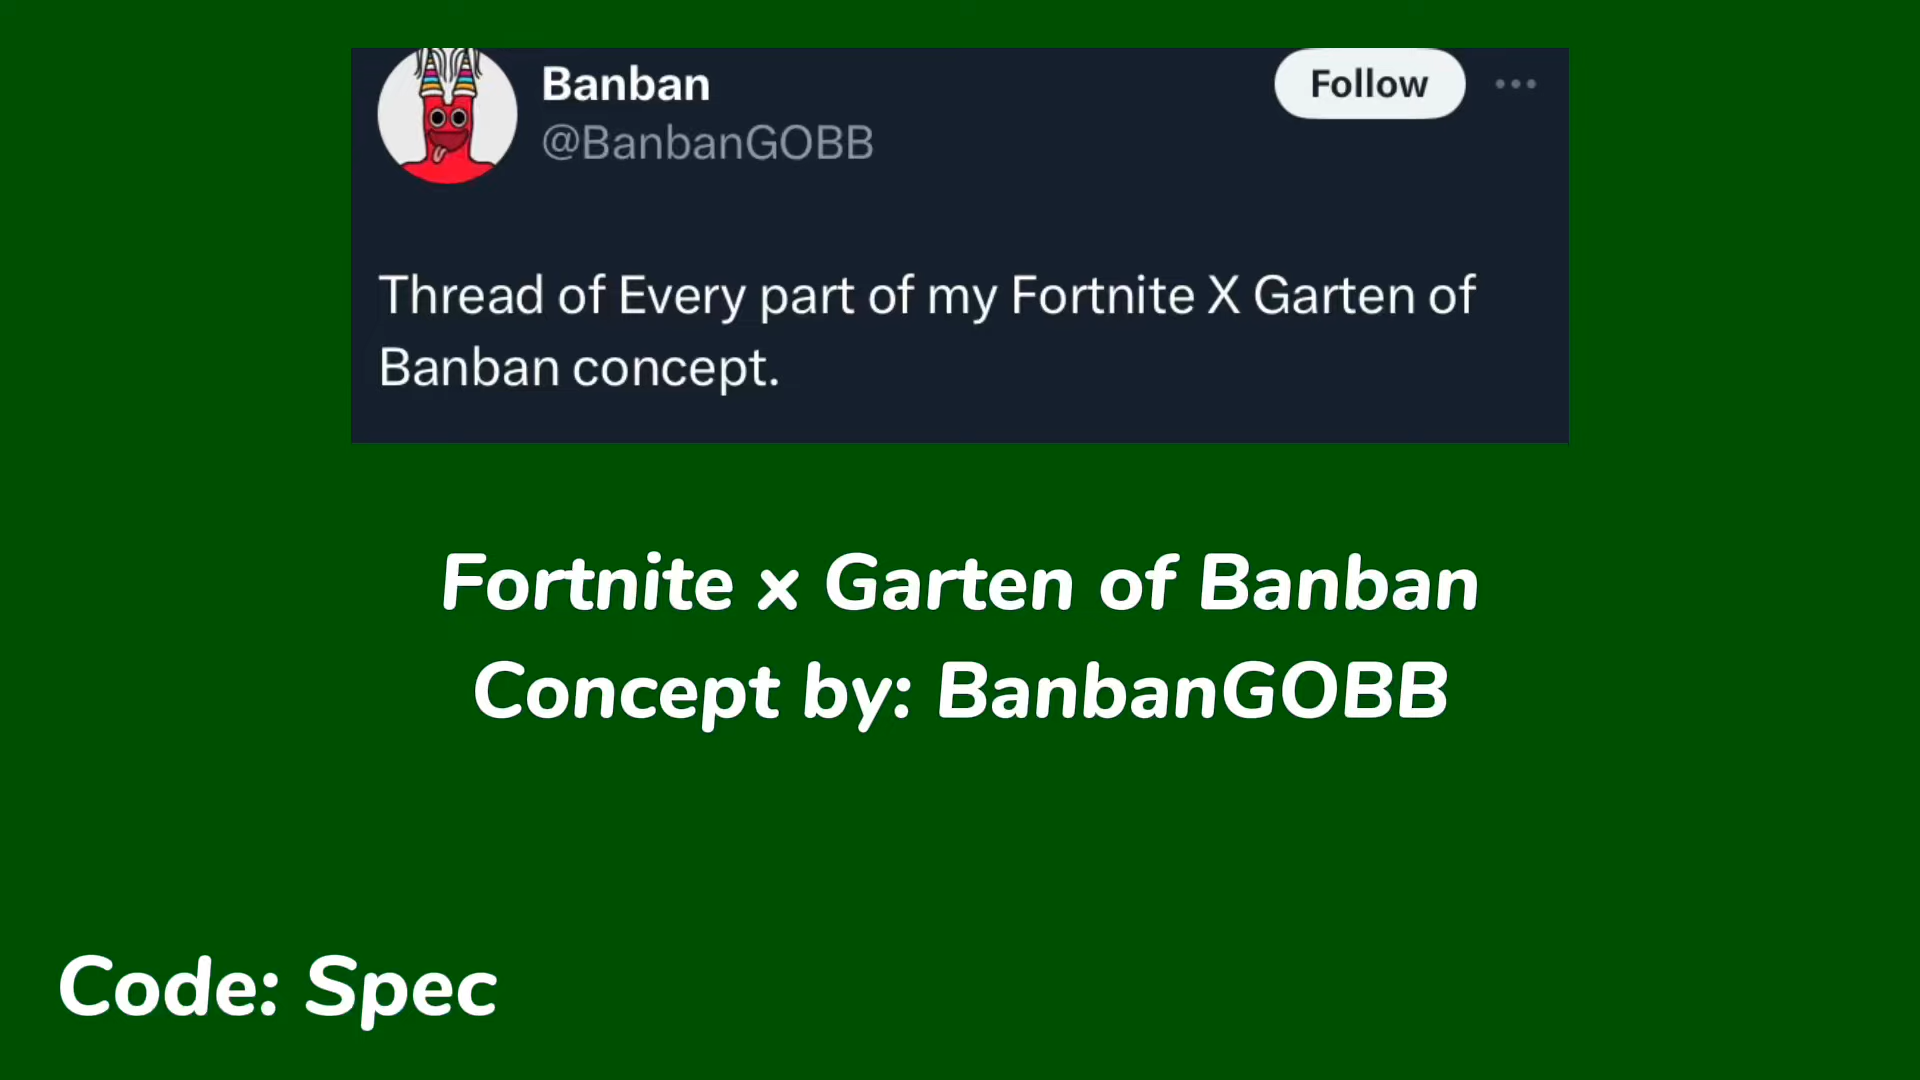 Banban
Follow
@BanbanGOBB
Thread of Every part of my Fortnite X Garten of
Banban concept.
Fortnite x Garten of Banban
Concept by: BanbanGOBB
Code: Spec